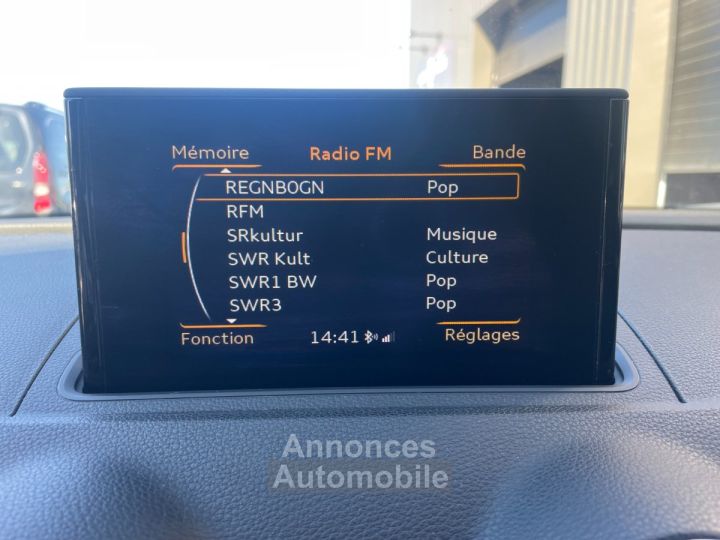 Mémoire Radio FM Bande
REGNBOGN Pop
RFM
SRkultur Musique
SWR Kult Culture
SWR1 BW Pop
SWR3 Pop
Fonction 14:41 Réglages
Annonces
Automobile